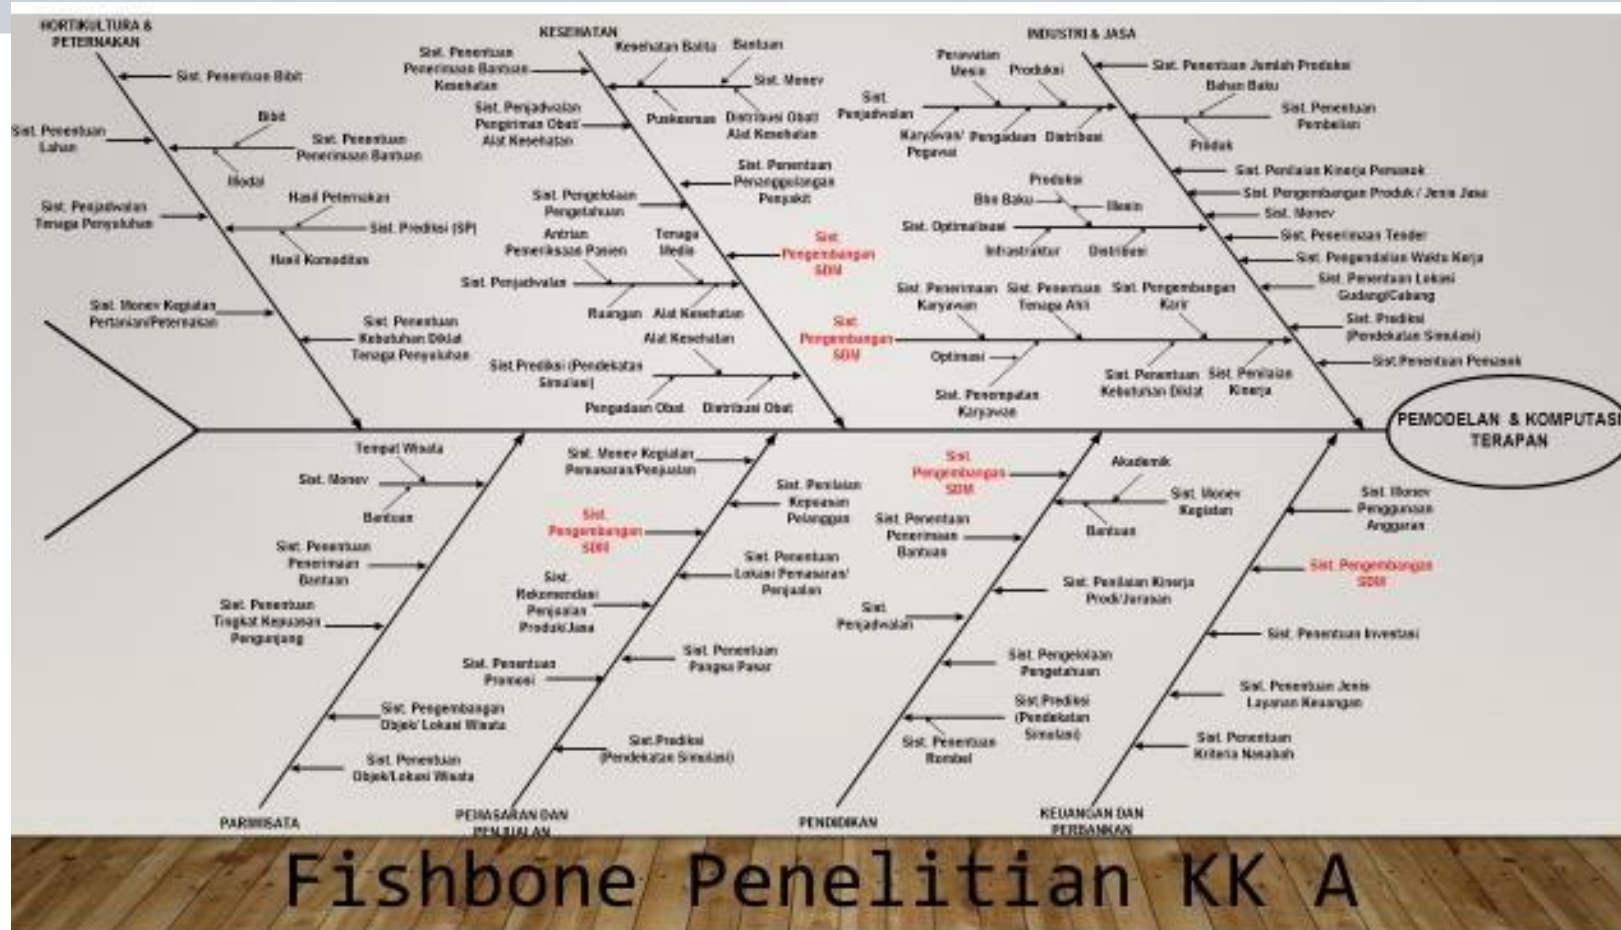 HORTIKULTURA &
PETERNAKAN
Sist. Penentuan Bibit
Sist. Penentuan
Lahan
Bibit
Sist. Penentuan
Penerimaan Bantuan
Modal
Sist. Penjadwalan
Tenaga Penyuluhan
Hasil Peternakan
Sist. Prediksi (SP)
Hasil Komoditas
Sist. Monev Kegiatan
Pertanian/Peternakan
Sist. Penentuan
Kebutuhan Diklat
Tenaga Penyuluhan
KESEHATAN
Sist. Penentuan
Penerimaan Bantuan
Kesehatan
Kesehatan Balita
Bantuan
Sist. Monev
Puskesmas
Distribusi Obat/
Alat Kesehatan
Sist. Penjadwalan
Pengiriman Obat/
Alat Kesehatan
Sist. Penentuan
Penanggulangan
Penyakit
Sist. Pengelolaan
Pengetahuan
Sist.
Pengembangan
SDM
Antrian
Pemeriksaan Pasien
Tenaga
Medis
Sist. Penjadwalan
Ruangan
Alat Kesehatan
Alat Kesehatan
Sist.Prediksi (Pendekatan
Simulasi)
Pengadaan Obat
Distribusi Obat
INDUSTRI & JASA
Sist. Penentuan Jumlah Produksi
Perawatan
Mesin
Produksi
Sist.
Penjadwalan
Karyawan/
Pegawai
Pengadaan
Distribusi
Bahan Baku
Sist. Penentuan
Pembelian
Produk
Sist. Penilaian Kinerja Pemasok
Sist. Pengembangan Produk / Jenis Jasa
Produksi
Bhn Baku
Mesin
Sist. Optimalisasi
Infrastruktur
Distribusi
Sist. Monev
Sist. Penerimaan Tender
Sist. Pengendalian Waktu Kerja
Sist. Penentuan Lokasi
Gudang/Cabang
Sist. Penerimaan
Karyawan
Sist. Penentuan
Tenaga Ahli
Sist. Pengembangan
Karir
Sist.
Pengembangan
SDM
Optimasi
Sist. Penempatan
Karyawan
Sist. Penentuan
Kebutuhan Diklat
Sist. Penilaian
Kinerja
Sist. Prediksi
(Pendekatan Simulasi)
Sist.Penentuan Pemasok
PEMODELAN & KOMPUTASI
TERAPAN
Tempat Wisata
Sist. Monev
Bantuan
Sist. Penentuan
Penerimaan
Bantuan
Sist. Penentuan
Tingkat Kepuasan
Pengunjung
Sist. Pengembangan
Objek/ Lokasi Wisata
Sist. Penentuan
Objek/Lokasi Wisata
PARIWISATA
Sist. Monev Kegiatan
Pemasaran/Penjualan
Sist. Penilaian
Kepuasan
Pelanggan
Sist.
Pengembangan
SDM
Sist. Penentuan
Lokasi Pemasaran/
Penjualan
Sist.
Rekomendasi
Penjualan
Produk/Jasa
Sist. Penentuan
Pangsa Pasar
Sist. Penentuan
Promosi
Sist.Prediksi
(Pendekatan Simulasi)
PEMASARAN DAN
PENJUALAN
Sist.
Pengembangan
SDM
Akademik
Sist. Monev
Kegiatan
Bantuan
Sist. Penentuan
Penerimaan
Bantuan
Sist. Penilaian Kinerja
Prodi/Jurusan
Sist.
Penjadwalan
Sist. Pengelolaan
Pengetahuan
Sist.Prediksi
(Pendekatan
Simulasi)
Sist. Penentuan
Rombel
PENDIDIKAN
Sist. Monev
Penggunaan
Anggaran
Sist. Pengembangan
SDM
Sist. Penentuan Investasi
Sist. Penentuan Jenis
Layanan Keuangan
Sist. Penentuan
Kriteria Nasabah
KEUANGAN DAN
PERBANKAN
Fishbone Penelitian KK A